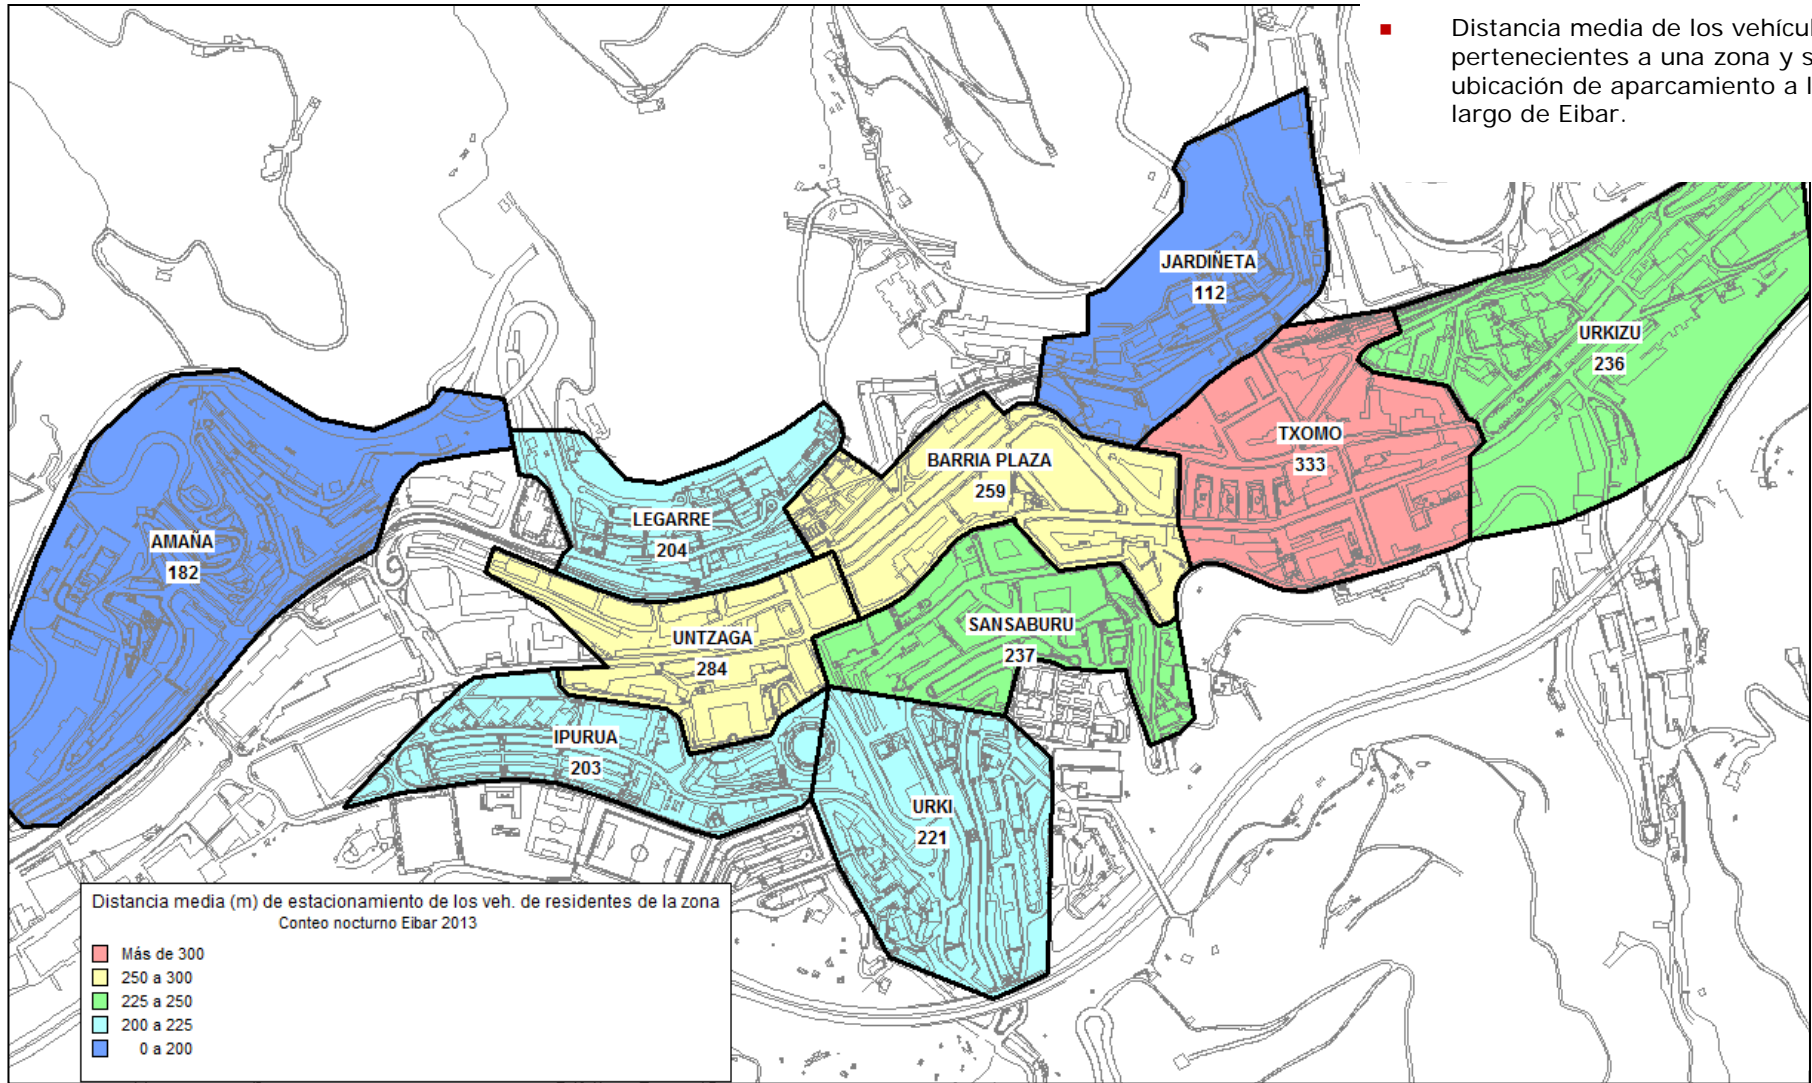 Distancia media de los
pertenecientes a una zona y
ubicación de aparcamiento a
largo de Eibar.
JARDIÑETA
112
URKIZU
236
TXOMO
333
BARRIA PLAZA
259
LEGARRE
204
AMAÑA
182
SANSABURU
237
UNTZAGA
284
IPURUA
203
URKI
221
Distancia media (m) de estacionamiento de los veh. de residentes de la zona
Conteo nocturno Eibar 2013
Más de 300
250 a 300
225 a 250
200 a 225
0 a 200